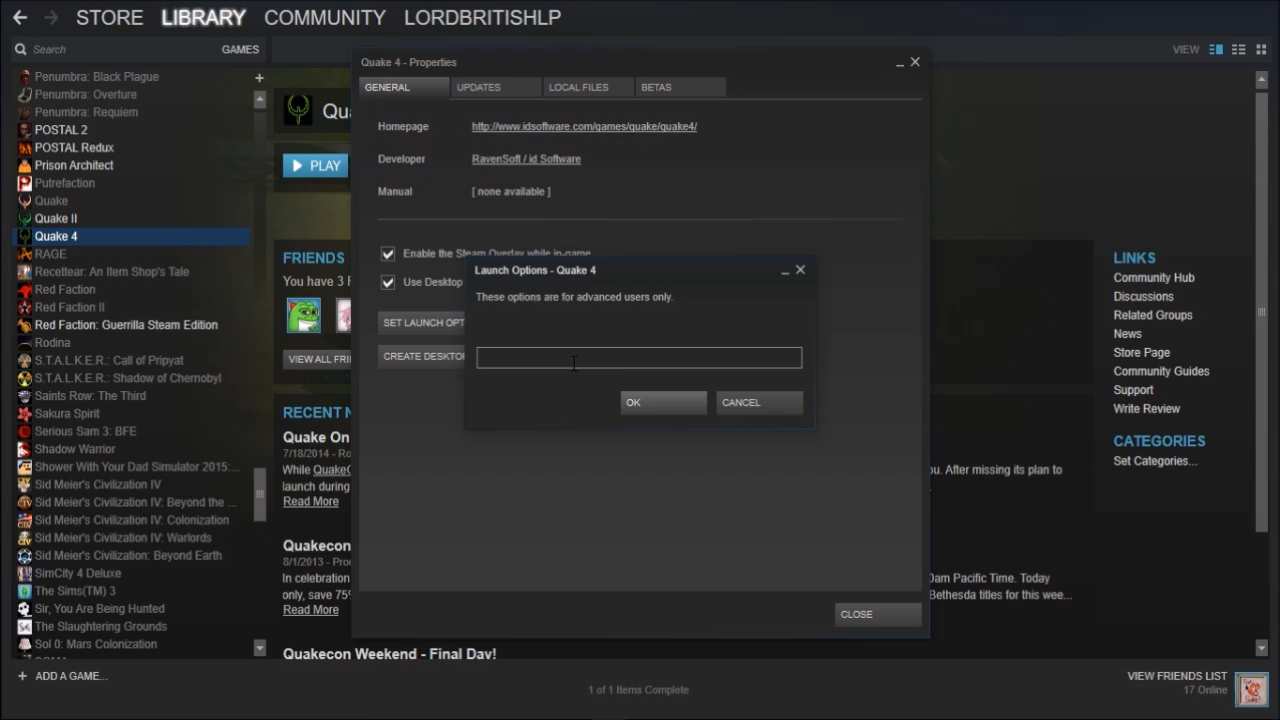 STORE LIBRARY COMMUNITY LORDBRITISHLP
Search GAMES VIEW
Penumbra: Black Plague
Penumbra: Overture
Penumbra: Requiem
POSTAL 2
POSTAL Redux
Prison Architect
Putrefaction
Quake
Quake II
Quake 4
RAGE
Recettear: An Item Shop's Tale
Red Faction
Red Faction II
Red Faction: Guerrilla Steam Edition
Rodina
S.T.A.L.K.E.R.: Call of Pripyat
S.T.A.L.K.E.R.: Shadow of Chernobyl
Saints Row: The Third
Sakura Spirit
Serious Sam 3: BFE
Shadow Warrior
Shower With Your Dad Simulator 2015:...
Sid Meier's Civilization IV
Sid Meier's Civilization IV: Beyond the ...
Sid Meier's Civilization IV: Colonization
Sid Meier's Civilization IV: Warlords
Sid Meier's Civilization: Beyond Earth
SimCity 4 Deluxe
The Sims(TM) 3
Sir, You Are Being Hunted
The Slaughtering Grounds
Sol 0: Mars Colonization
+ ADD A GAME...
PLAY
FRIENDS
You have 3
VIEW ALL
RECENT
Quake On
7/18/2014
While
launch during
Read More
Quakecon
8/1/2013
In celebration
only, save 75%
Read More
Quakecon Weekend - Final Day!
Quake 4 - Properties
GENERAL UPDATES LOCAL FILES BETAS
Homepage http://www.idsoftware.com/games/quake/quake4/
Developer RavenSoft / id Software
Manual [ none available ]
Enable the Steam Overlay while in-game
Use Desktop
SET LAUNCH
CREATE
Launch Options - Quake 4
These options are for advanced users only.
OK CANCEL
CLOSE
After missing its plan to
Pacific Time. Today
Bethesda titles for this wee...
LINKS
Community Hub
Discussions
Related Groups
News
Store Page
Community Guides
Support
Write Review
CATEGORIES
Set Categories...
1 of 1 Items Complete
VIEW FRIENDS LIST
17 Online